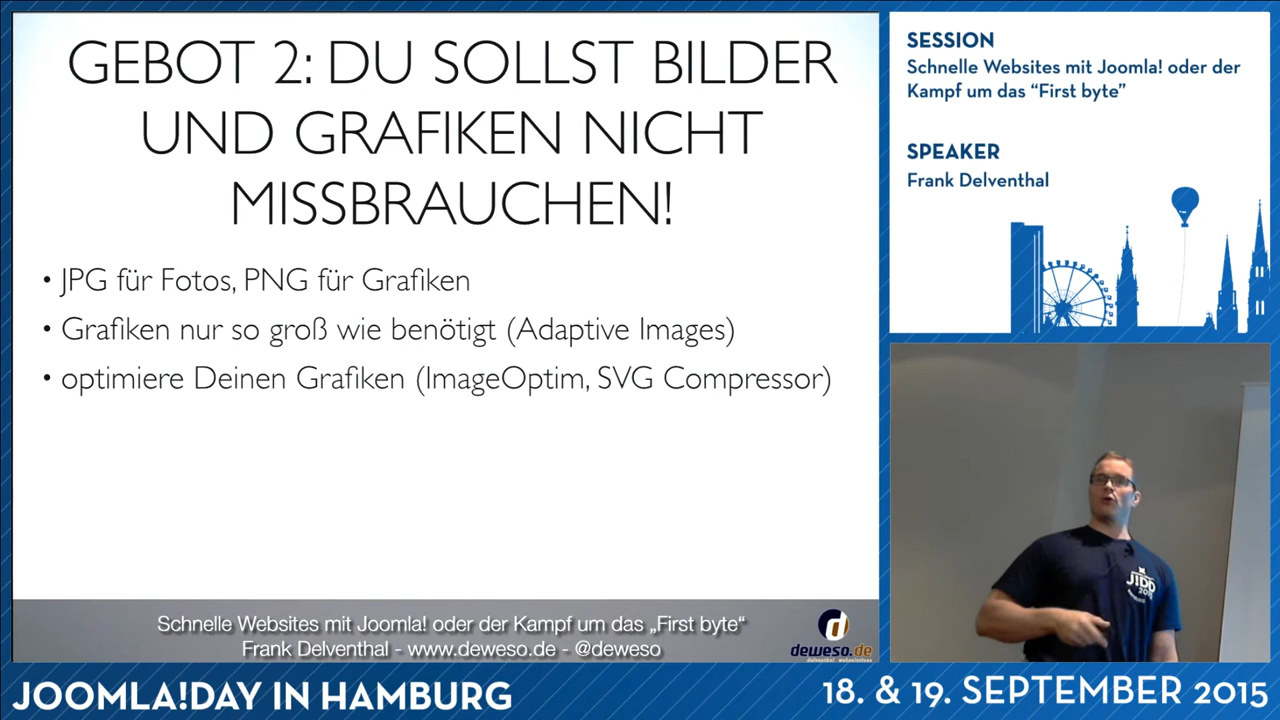 GEBOT 2: DU SOLLST BILDER
UND GRAFIKEN NICHT
MISSBRAUCHEN!
• JPG für Fotos, PNG für Grafiken
• Grafiken nur so groß wie benötigt (Adaptive Images)
• optimiere Deinen Grafiken (ImageOptim, SVG Compressor)
Schnelle Websites mit Joomla! oder der Kampf um das „First byte“
Frank Delventhal - www.deweso.de - @deweso
d
deweso.de
delventhal websolutions
SESSION
Schnelle Websites mit Joomla! oder der
Kampf um das “First byte”
SPEAKER
Frank Delventhal
JIDD
JOOMLA!DAY IN HAMBURG
18. & 19. SEPTEMBER 2015